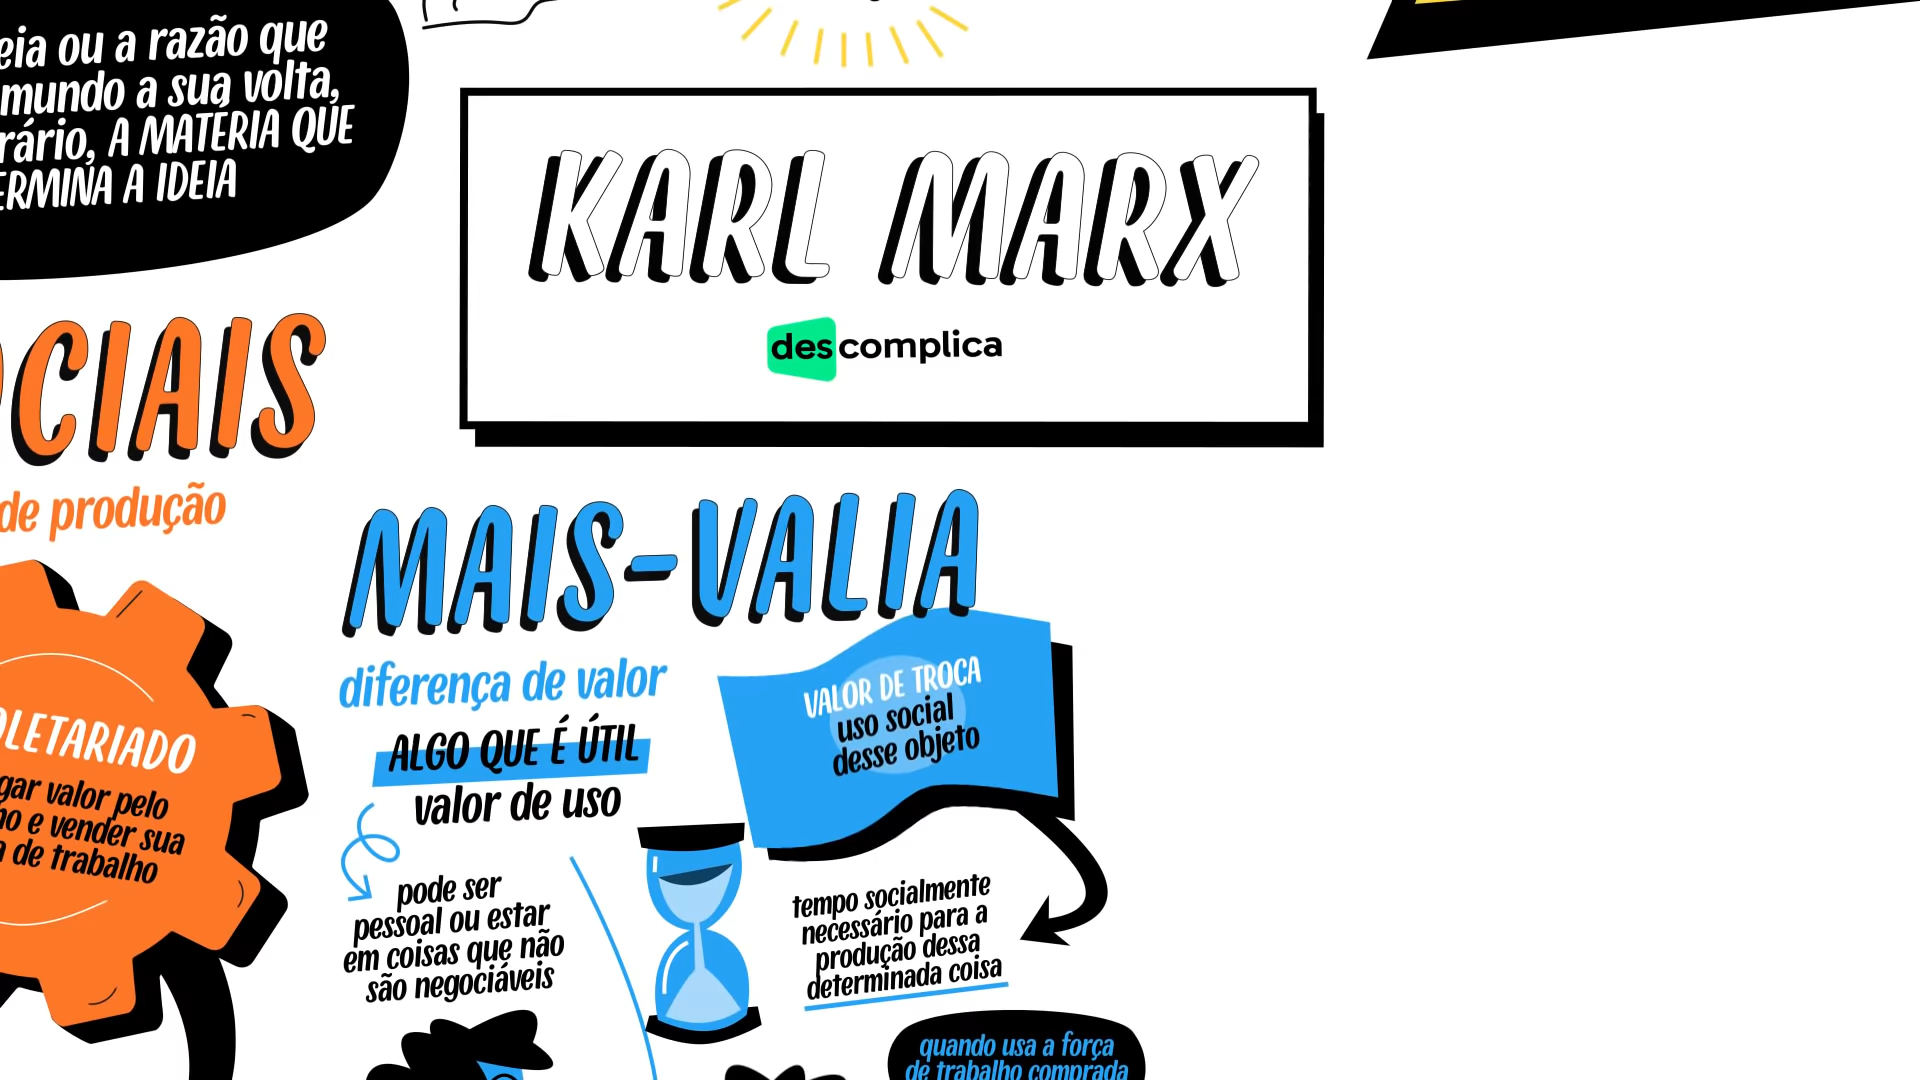 eia ou a razão que
mundo a sua volta,
rário, A MATÉRIA QUE
ERMINA A IDEIA
KARL MARX
descomplica
OCIAIS
de produção
MAIS-VALIA
diferença de valor
ALGO QUE É ÚTIL
valor de uso
VALOR DE TROCA
uso social
desse objeto
OLETARIADO
gar valor pelo
ho e vender sua
a de trabalho
pode ser
pessoal ou estar
em coisas que não
são negociáveis
tempo socialmente
necessário para a
produção dessa
determinada coisa
quando usa a força
de trabalho comprada